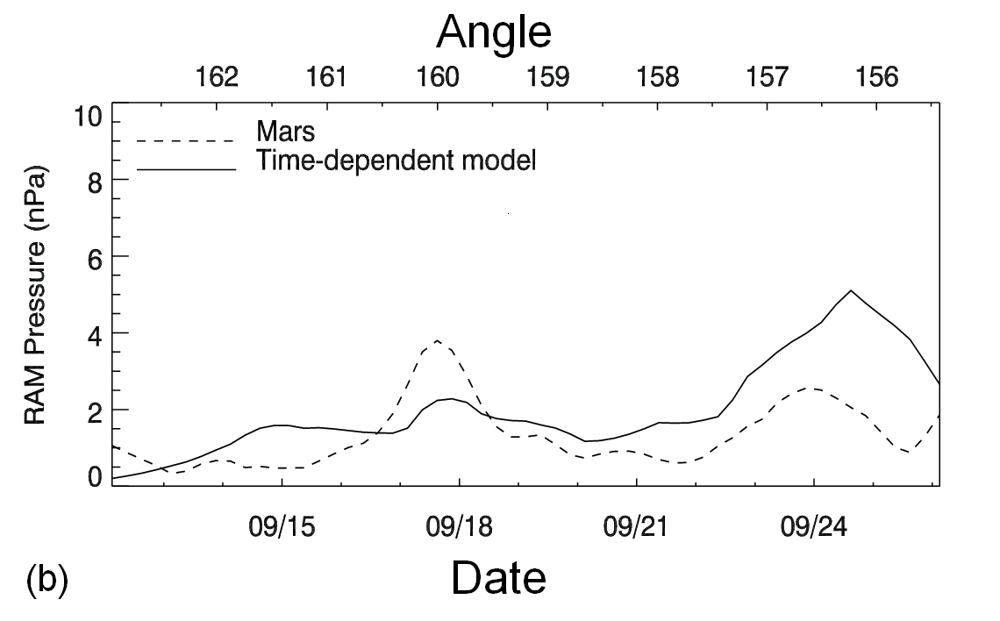 Angle
162 161 160 159 158 157 156
10
Mars
Time-dependent model
8
6
4
2
0
RAM Pressure (nPa)
09/15 09/18 09/21 09/24
(b) Date